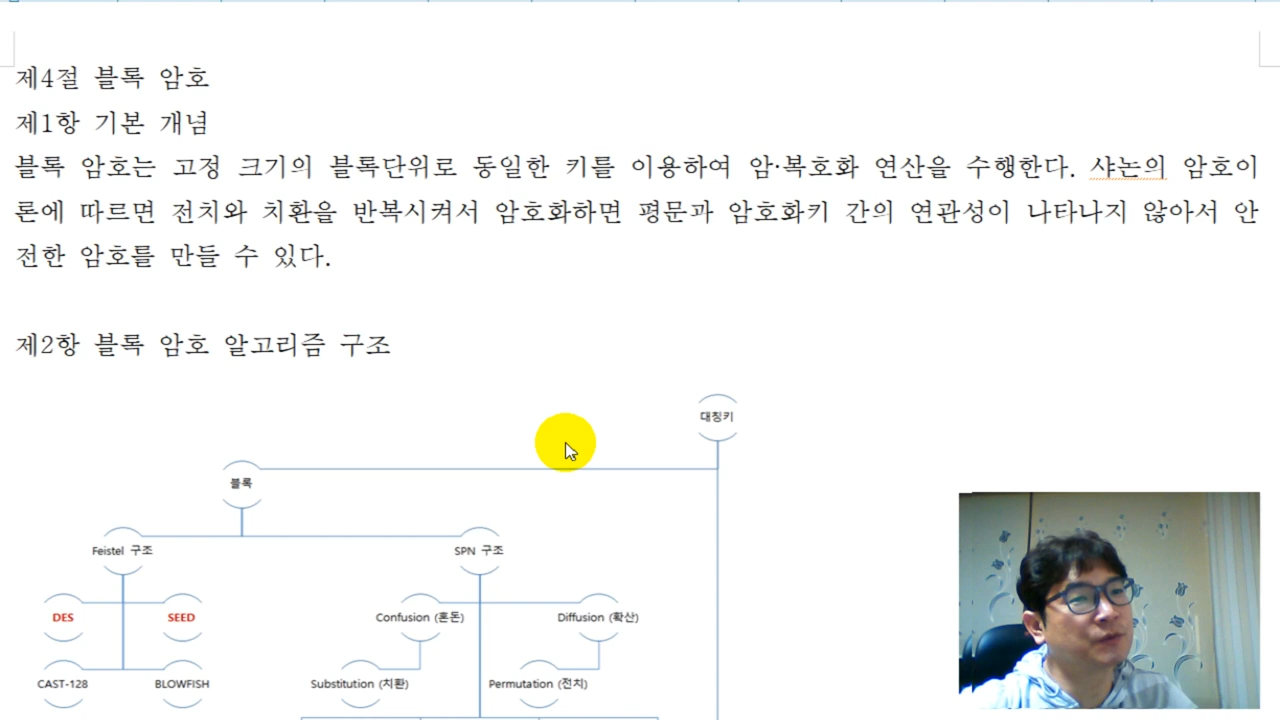 제4절 블록 암호
제1항 기본 개념
블록 암호는 고정 크기의 블록단위로 동일한 키를 이용하여 암·복호화 연산을 수행한다. 샤논의 암호이
론에 따르면 전치와 치환을 반복시켜서 암호화하면 평문과 암호화키 간의 연관성이 나타나지 않아서 안
전한 암호를 만들 수 있다.
제2항 블록 암호 알고리즘 구조
대칭키
블록
Feistel 구조
SPN 구조
DES
SEED
Confusion (혼돈)
Diffusion (확산)
CAST-128
BLOWFISH
Substitution (치환)
Permutation (전치)